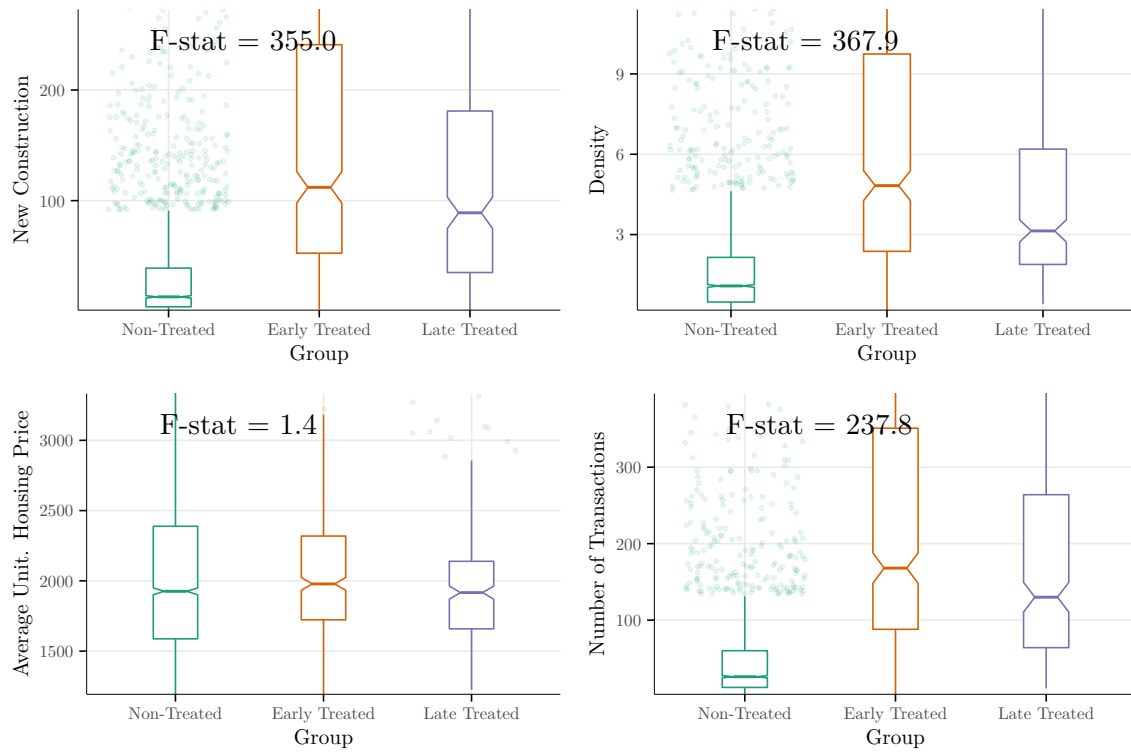 F-stat = 355.0
New Construction
200
100
Non-Treated Early Treated Late Treated
Group
F-stat = 367.9
Density
9
6
3
Non-Treated Early Treated Late Treated
Group
F-stat = 1.4
Average Unit. Housing Price
3000
2500
2000
1500
Non-Treated Early Treated Late Treated
Group
F-stat = 237.8
Number of Transactions
300
200
100
Non-Treated Early Treated Late Treated
Group